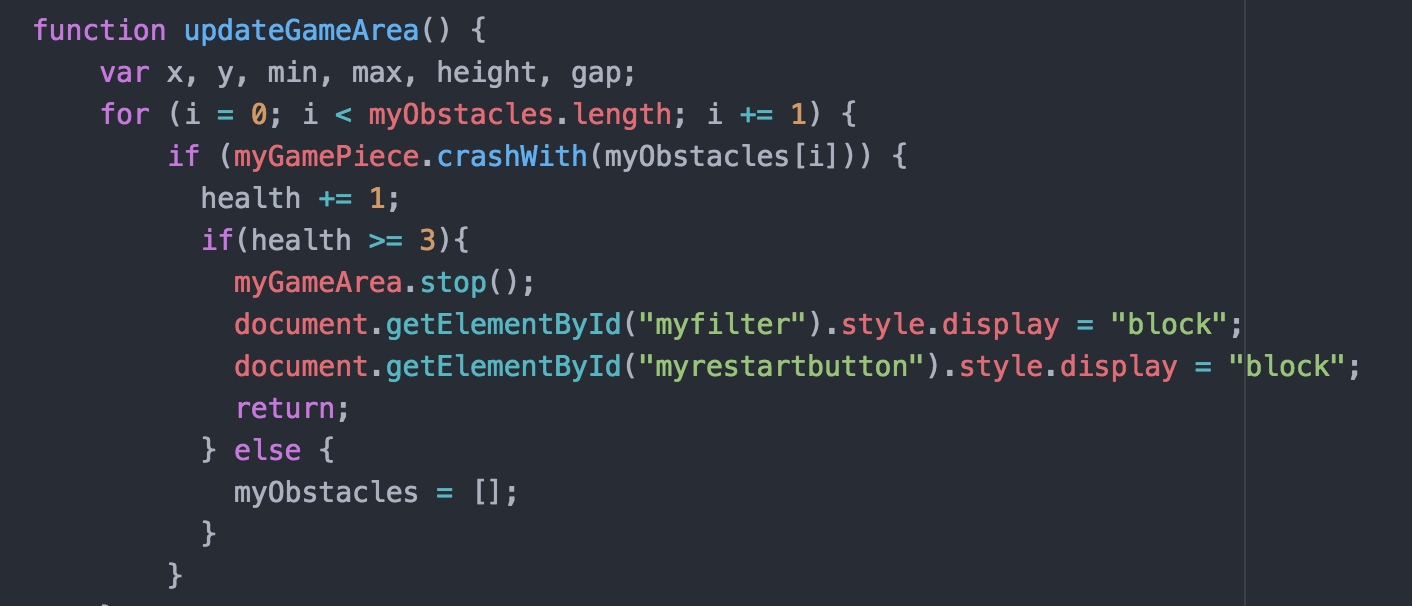 function updateGameArea() {
var x, y, min, max, height, gap;
for (i = 0; i < myObstacles.length; i += 1) {
if (myGamePiece.crashWith(myObstacles[i])) {
health += 1;
if(health >= 3){
myGameArea.stop();
document.getElementById("myfilter").style.display = "block";
document.getElementById("myrestartbutton").style.display = "block";
return;
} else {
myObstacles = [];
}
}